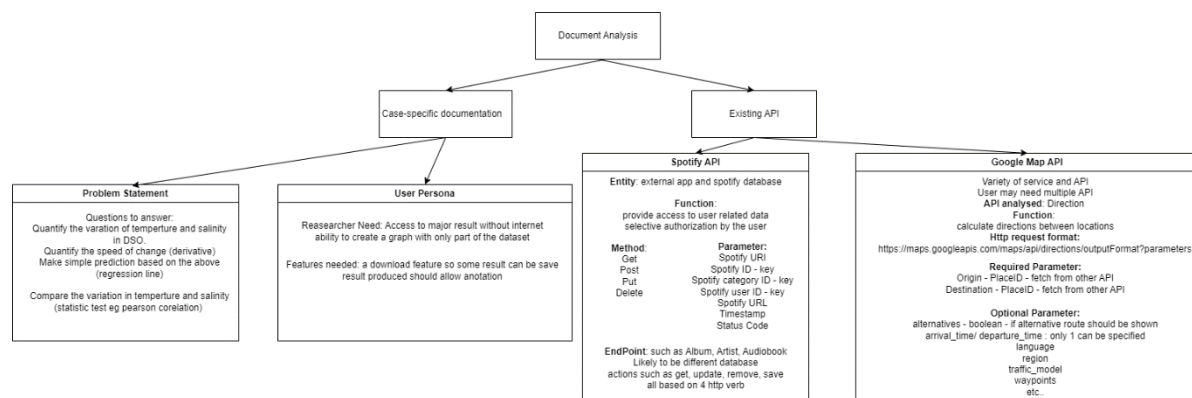 Document Analysis
Case-specific documentation
Existing API
Problem Statement
Questions to answer:
Quantify the varation of temperture and salinity
in DSO.
Quantify the speed of change (derivative)
Make simple prediction based on the above
(regression line)
Compare the variation in temperture and salinity
(statistic test eg pearson corelation)
User Persona
Reasearcher Need: Access to major result without internet
ability to create a graph with only part of the dataset
Features needed: a download feature so some result can be save
result produced should allow anotation
Spotify API
Entity: external app and spotify database
Function:
provide access to user related data
selective authorization by the user
Method:
Get
Post
Put
Delete
Parameter:
Spotify URI
Spotify ID - key
Spotify category ID - key
Spotify user ID - key
Spotify URL
Timestamp
Status Code
EndPoint: such as Album, Artist, Audiobook
Likely to be different database
actions such as get, update, remove, save
all based on 4 http verb
Google Map API
Variety of service and API
User may need multiple API
API analysed: Direction
Function:
calculate directions between locations
Http request format:
https://maps.googleapis.com/maps/api/directions/outputFormat?parameters
Required Parameter:
Origin - PlaceID - fetch from other API
Destination - PlaceID - fetch from other API
Optional Parameter:
alternatives - boolean - if alternative route should be shown
arrival_time/ departure_time : only 1 can be specified
language
region
traffic_model
waypoints
etc..